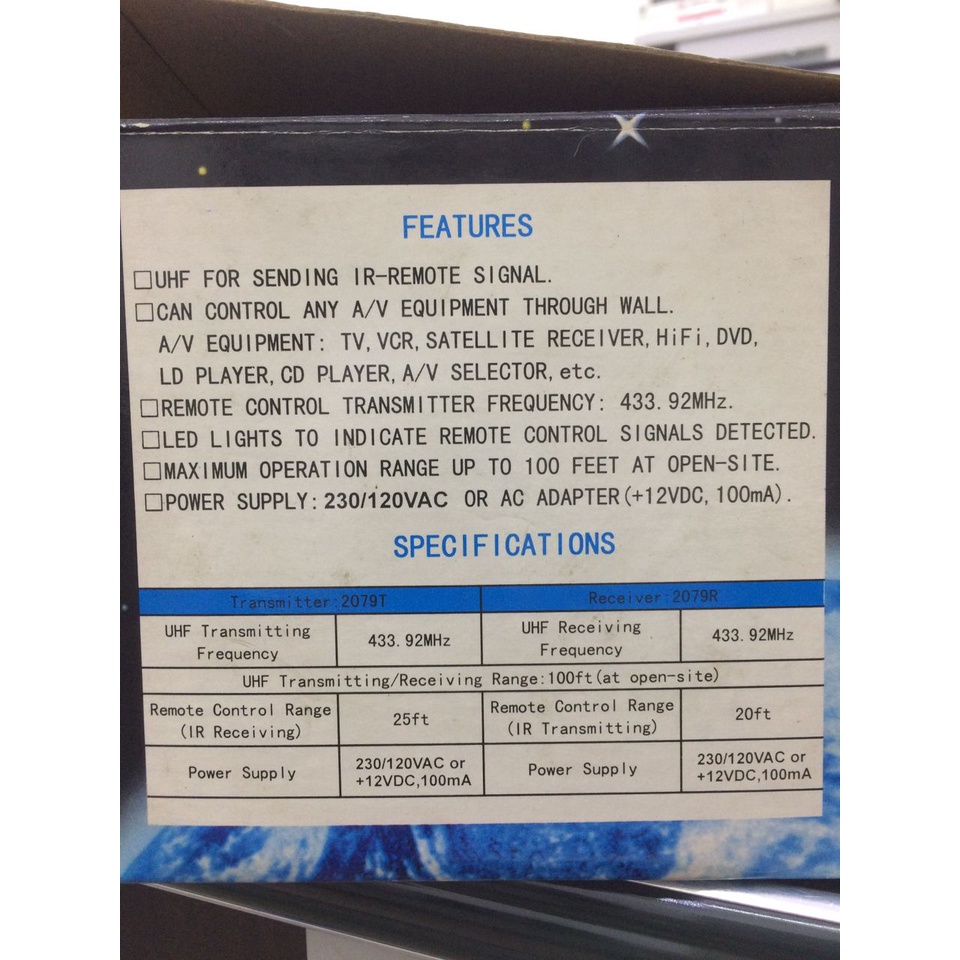 FEATURES
□UHF FOR SENDING IR-REMOTE SIGNAL.
□CAN CONTROL ANY A/V EQUIPMENT THROUGH WALL.
A/V EQUIPMENT: TV, VCR, SATELLITE RECEIVER, HiFi, DVD,
LD PLAYER, CD PLAYER, A/V SELECTOR, etc.
□REMOTE CONTROL TRANSMITTER FREQUENCY: 433.92MHz.
□LED LIGHTS TO INDICATE REMOTE CONTROL SIGNALS DETECTED.
□MAXIMUM OPERATION RANGE UP TO 100 FEET AT OPEN-SITE.
□POWER SUPPLY: 230/120VAC OR AC ADAPTER (+12VDC, 100mA).
SPECIFICATIONS
Transmitter:2079T Receiver:2079R
UHF Transmitting Frequency 433.92MHz UHF Receiving Frequency 433.92MHz
UHF Transmitting/Receiving Range:100ft(at open-site)
Remote Control Range (IR Receiving) 25ft Remote Control Range (IR Transmitting) 20ft
Power Supply 230/120VAC or +12VDC,100mA Power Supply 230/120VAC or +12VDC,100mA